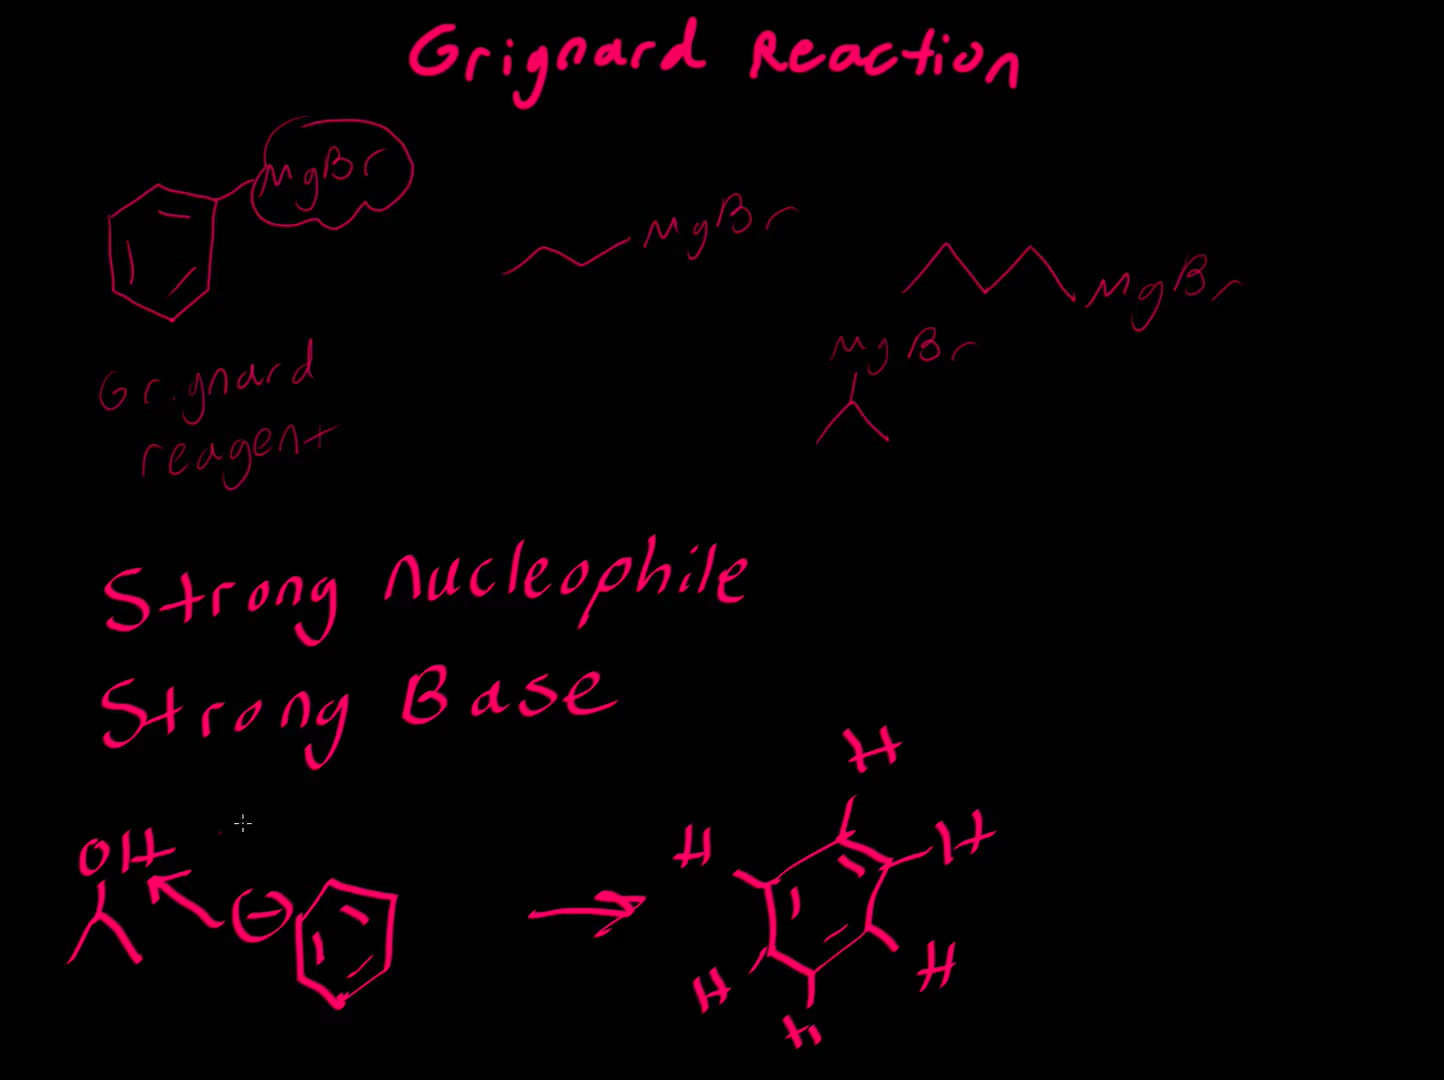 Grignard Reaction
MgBr
MgBr
MgBr
MgBr
Grignard
reagent
Strong nucleophile
Strong Base
OH
⊖
H
H
H
H
H
H